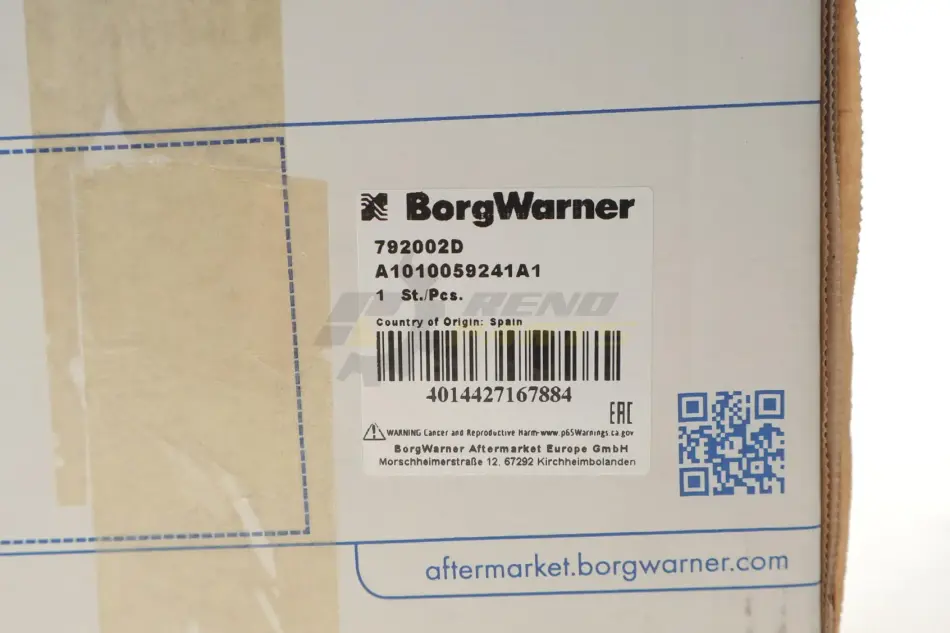 BorgWarner
792002D
A1010059241A1
1 St./Pcs.
RENO
Country of Origin: Spain
4014427167884
EAC
WARNING Cancer and Reproductive Harm-www.p65Warnings.ca.gov
BorgWarner Aftermarket Europe GmbH
Morschheimerstraße 12, 67292 Kirchheimbolanden
aftermarket.borgwarner.com